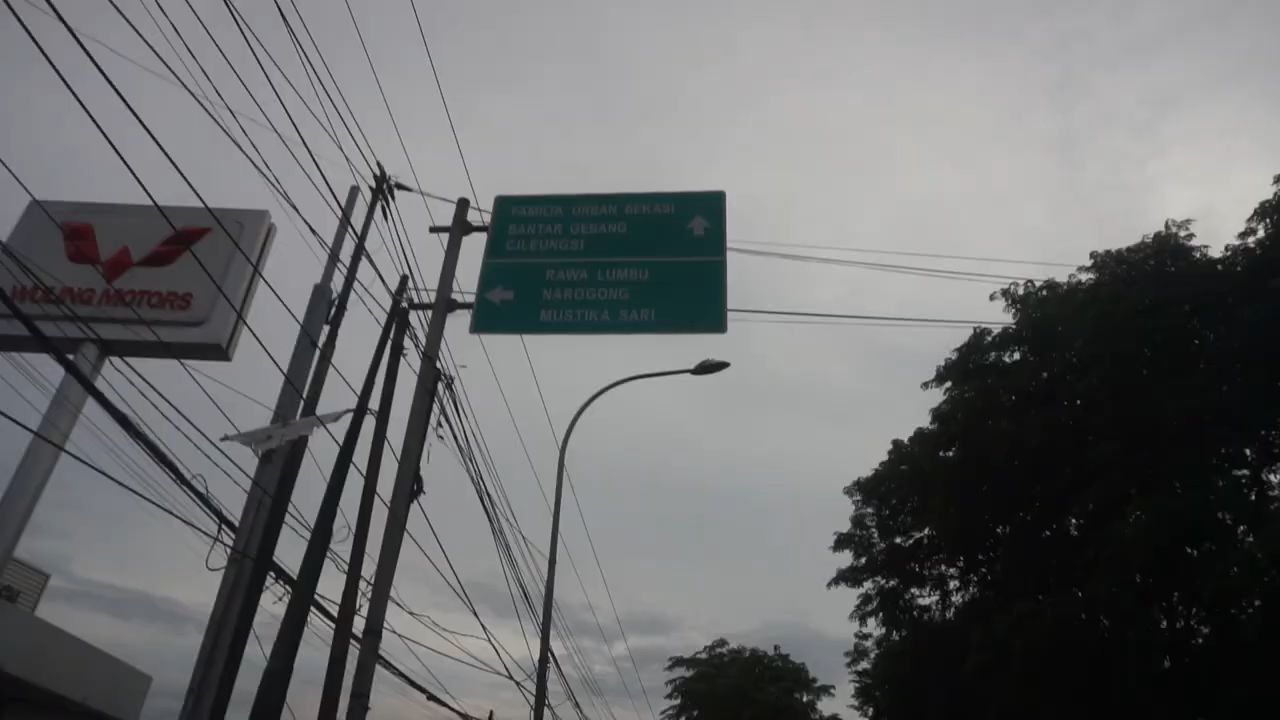 WULING MOTORS
FAMILIA URBAN BEKASI
BANTAR GEBANG
CILEUNGSI
RAWA LUMBU
NAROGONG
MUSTIKA SARI